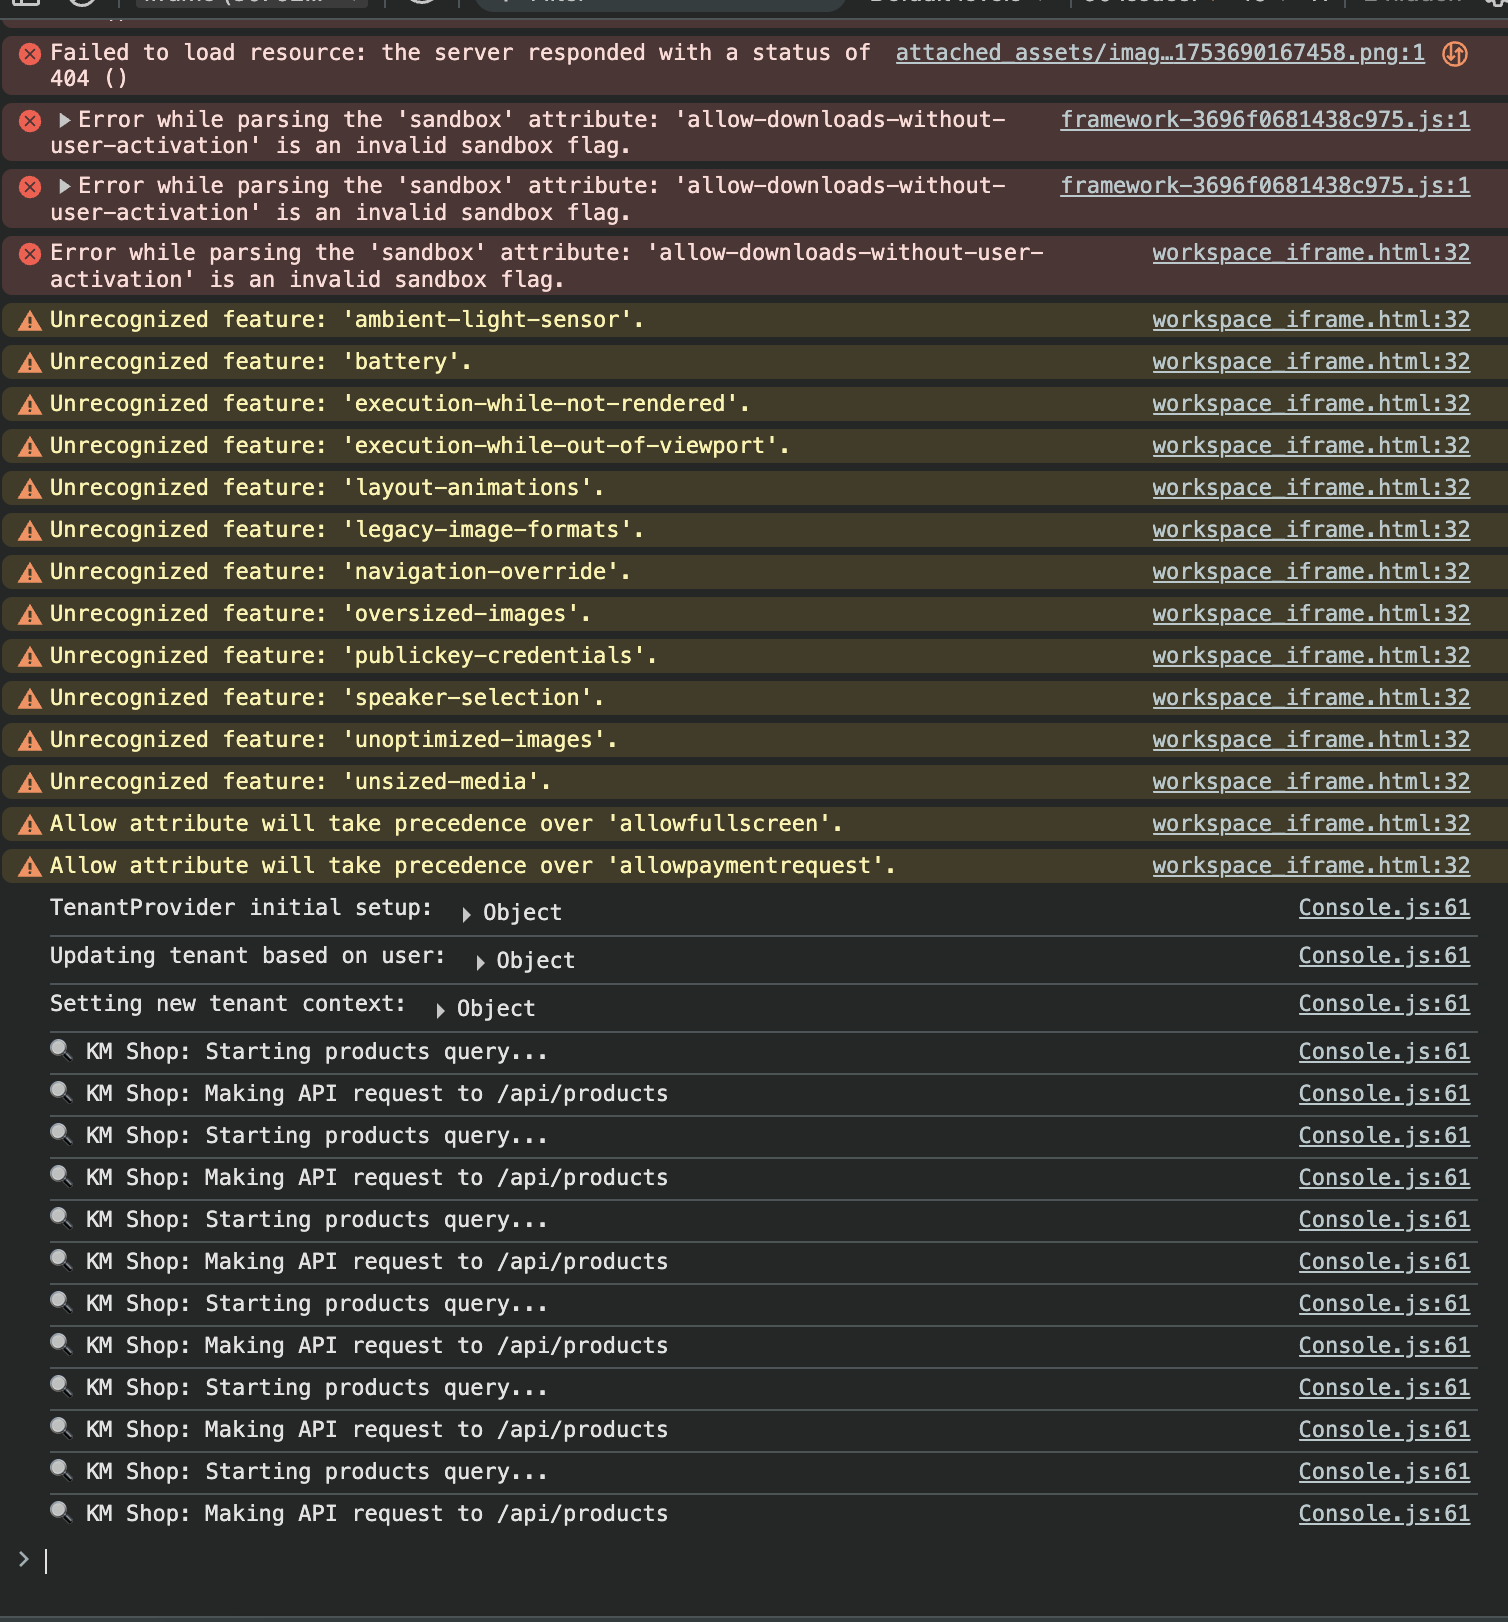 Failed to load resource: the server responded with a status of attached_assets/imag…1753690167458.png:1
404 ()
Error while parsing the 'sandbox' attribute: 'allow-downloads-without- framework-3696f0681438c975.js:1
user-activation' is an invalid sandbox flag.
Error while parsing the 'sandbox' attribute: 'allow-downloads-without- framework-3696f0681438c975.js:1
user-activation' is an invalid sandbox flag.
Error while parsing the 'sandbox' attribute: 'allow-downloads-without-user- workspace_iframe.html:32
activation' is an invalid sandbox flag.
Unrecognized feature: 'ambient-light-sensor'. workspace_iframe.html:32
Unrecognized feature: 'battery'. workspace_iframe.html:32
Unrecognized feature: 'execution-while-not-rendered'. workspace_iframe.html:32
Unrecognized feature: 'execution-while-out-of-viewport'. workspace_iframe.html:32
Unrecognized feature: 'layout-animations'. workspace_iframe.html:32
Unrecognized feature: 'legacy-image-formats'. workspace_iframe.html:32
Unrecognized feature: 'navigation-override'. workspace_iframe.html:32
Unrecognized feature: 'oversized-images'. workspace_iframe.html:32
Unrecognized feature: 'publickey-credentials'. workspace_iframe.html:32
Unrecognized feature: 'speaker-selection'. workspace_iframe.html:32
Unrecognized feature: 'unoptimized-images'. workspace_iframe.html:32
Unrecognized feature: 'unsized-media'. workspace_iframe.html:32
Allow attribute will take precedence over 'allowfullscreen'. workspace_iframe.html:32
Allow attribute will take precedence over 'allowpaymentrequest'. workspace_iframe.html:32
TenantProvider initial setup: Object Console.js:61
Updating tenant based on user: Object Console.js:61
Setting new tenant context: Object Console.js:61
KM Shop: Starting products query... Console.js:61
KM Shop: Making API request to /api/products Console.js:61
KM Shop: Starting products query... Console.js:61
KM Shop: Making API request to /api/products Console.js:61
KM Shop: Starting products query... Console.js:61
KM Shop: Making API request to /api/products Console.js:61
KM Shop: Starting products query... Console.js:61
KM Shop: Making API request to /api/products Console.js:61
KM Shop: Starting products query... Console.js:61
KM Shop: Making API request to /api/products Console.js:61
KM Shop: Starting products query... Console.js:61
KM Shop: Making API request to /api/products Console.js:61